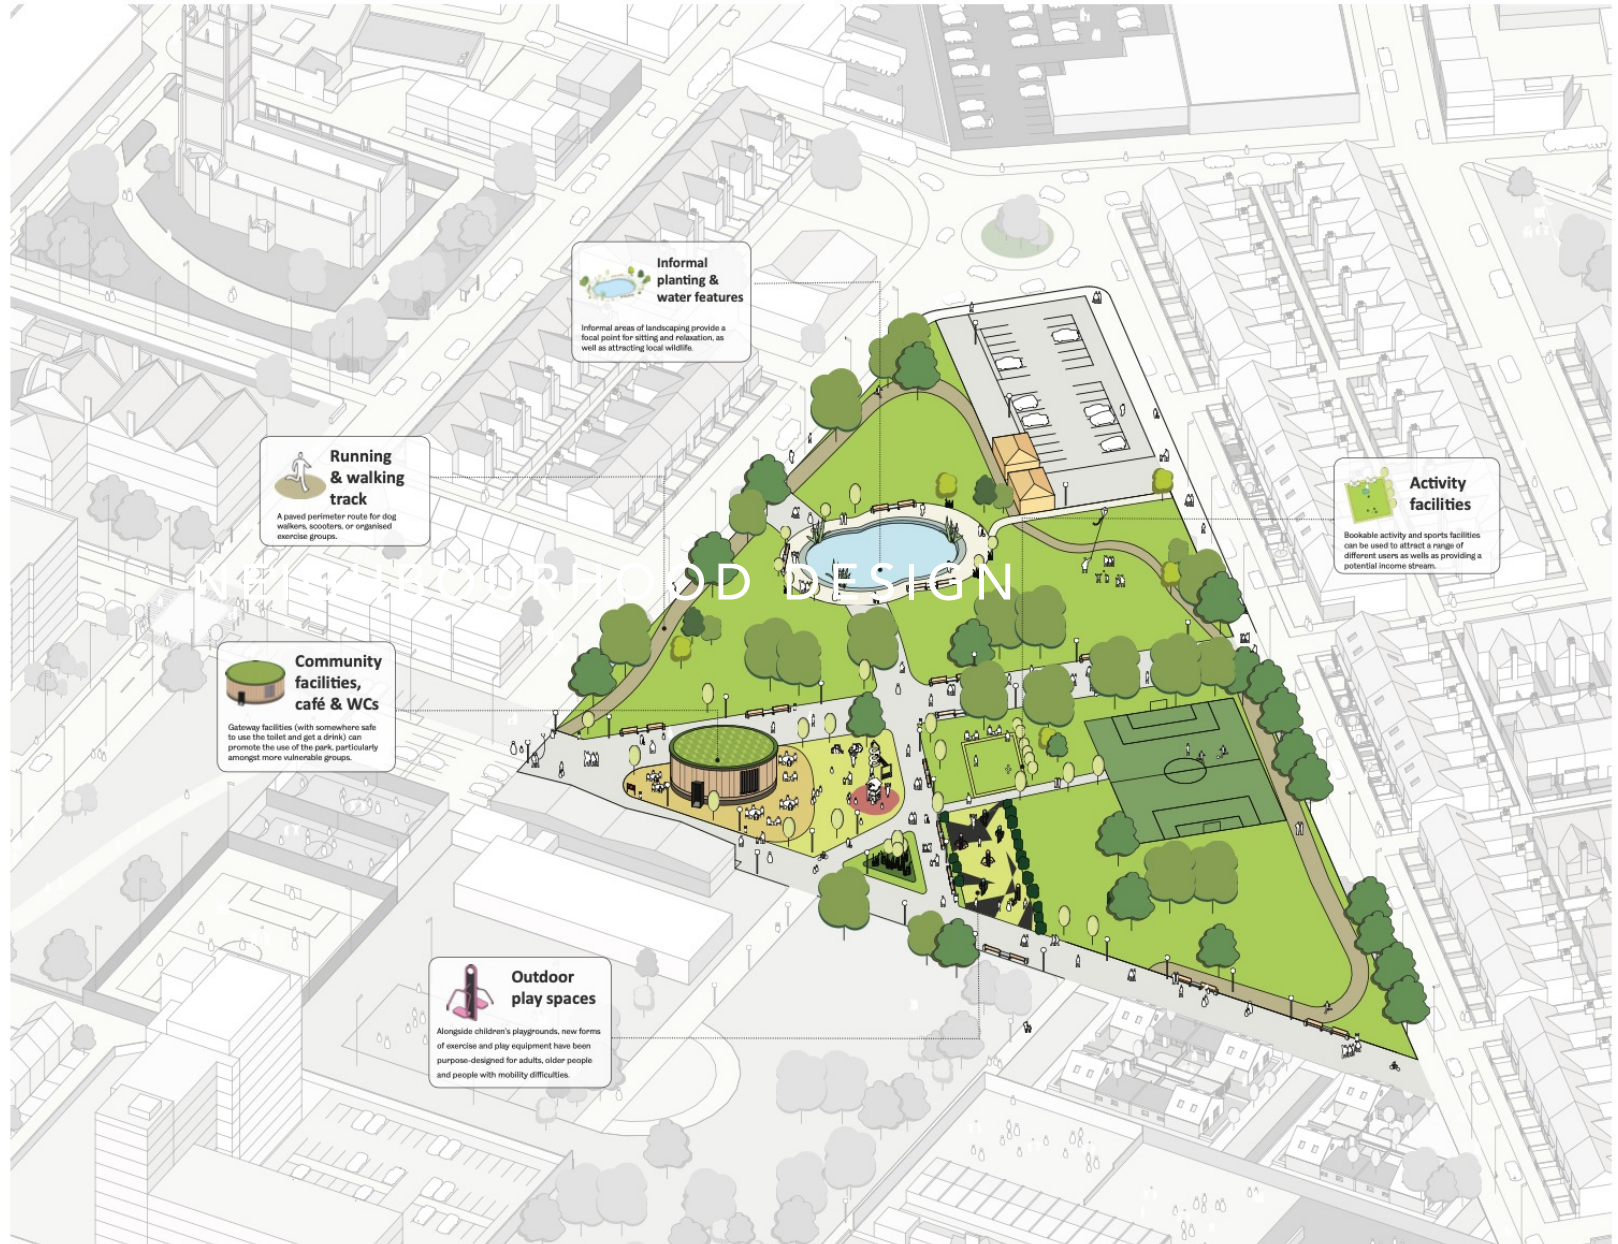 Informal
planting &
water features
Informal areas of landscaping provide a
focal point for sitting and relaxation, as
well as attracting local wildlife.
Running
& walking
track
A paved perimeter route for dog
walkers, scooters, or organised
exercise groups.
Activity
facilities
Bookable activity and sports facilities
can be used to attract a range of
different users as wells as providing a
potential income stream.
NEIGHBOURHOOD DESIGN
Community
facilities,
café & WCs
Gateway facilities (with somewhere safe
to use the toilet and get a drink) can
promote the use of the park, particularly
amongst more vulnerable groups.
Outdoor
play spaces
Alongside children's playgrounds, new forms
of exercise and play equipment have been
purpose-designed for adults, older people
and people with mobility difficulties.